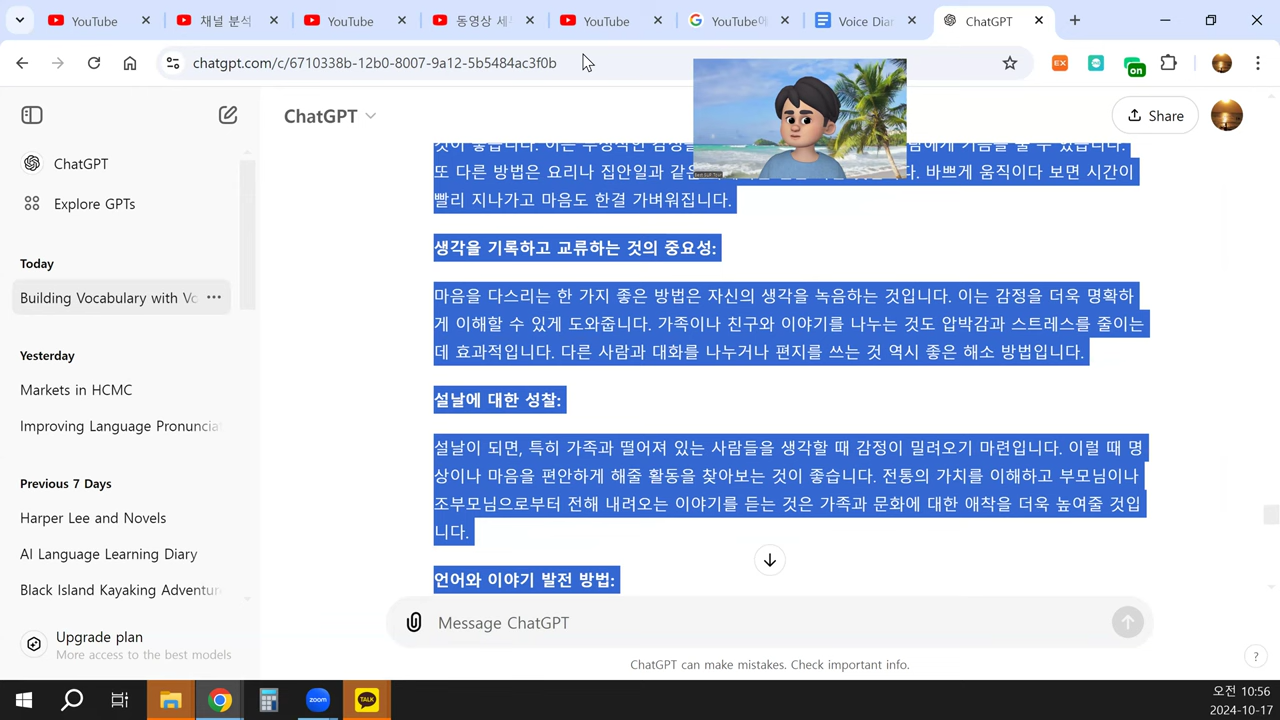 YouTube
채널 분석
YouTube
동영상 세
YouTube
YouTube에
Voice Diar
ChatGPT
chatgpt.com/c/6710338b-12b0-8007-9a12-5b5484ac3f0b
EX
on
ChatGPT
Share
ChatGPT
Explore GPTs
Today
Building Vocabulary with Vo
Yesterday
Markets in HCMC
Improving Language Pronuncia
Previous 7 Days
Harper Lee and Novels
AI Language Learning Diary
Black Island Kayaking Adventur
Upgrade plan
More access to the best models
것이 좋습니다. 이는
또 다른 방법은 요리나 집안일과 같은 바쁘게 움직이다 보면 시간이
빨리 지나가고 마음도 한결 가벼워집니다.
생각을 기록하고 교류하는 것의 중요성:
마음을 다스리는 한 가지 좋은 방법은 자신의 생각을 녹음하는 것입니다. 이는 감정을 더욱 명확하
게 이해할 수 있게 도와줍니다. 가족이나 친구와 이야기를 나누는 것도 압박감과 스트레스를 줄이는
데 효과적입니다. 다른 사람과 대화를 나누거나 편지를 쓰는 것 역시 좋은 해소 방법입니다.
설날에 대한 성찰:
설날이 되면, 특히 가족과 떨어져 있는 사람들을 생각할 때 감정이 밀려오기 마련입니다. 이럴 때 명
상이나 마음을 편안하게 해줄 활동을 찾아보는 것이 좋습니다. 전통의 가치를 이해하고 부모님이나
조부모님으로부터 전해 내려오는 이야기를 듣는 것은 가족과 문화에 대한 애착을 더욱 높여줄 것입
니다.
언어와 이야기 발전 방법:
Message ChatGPT
ChatGPT can make mistakes. Check important info.
?
zoom
TALK
오전 10:56
2024-10-17